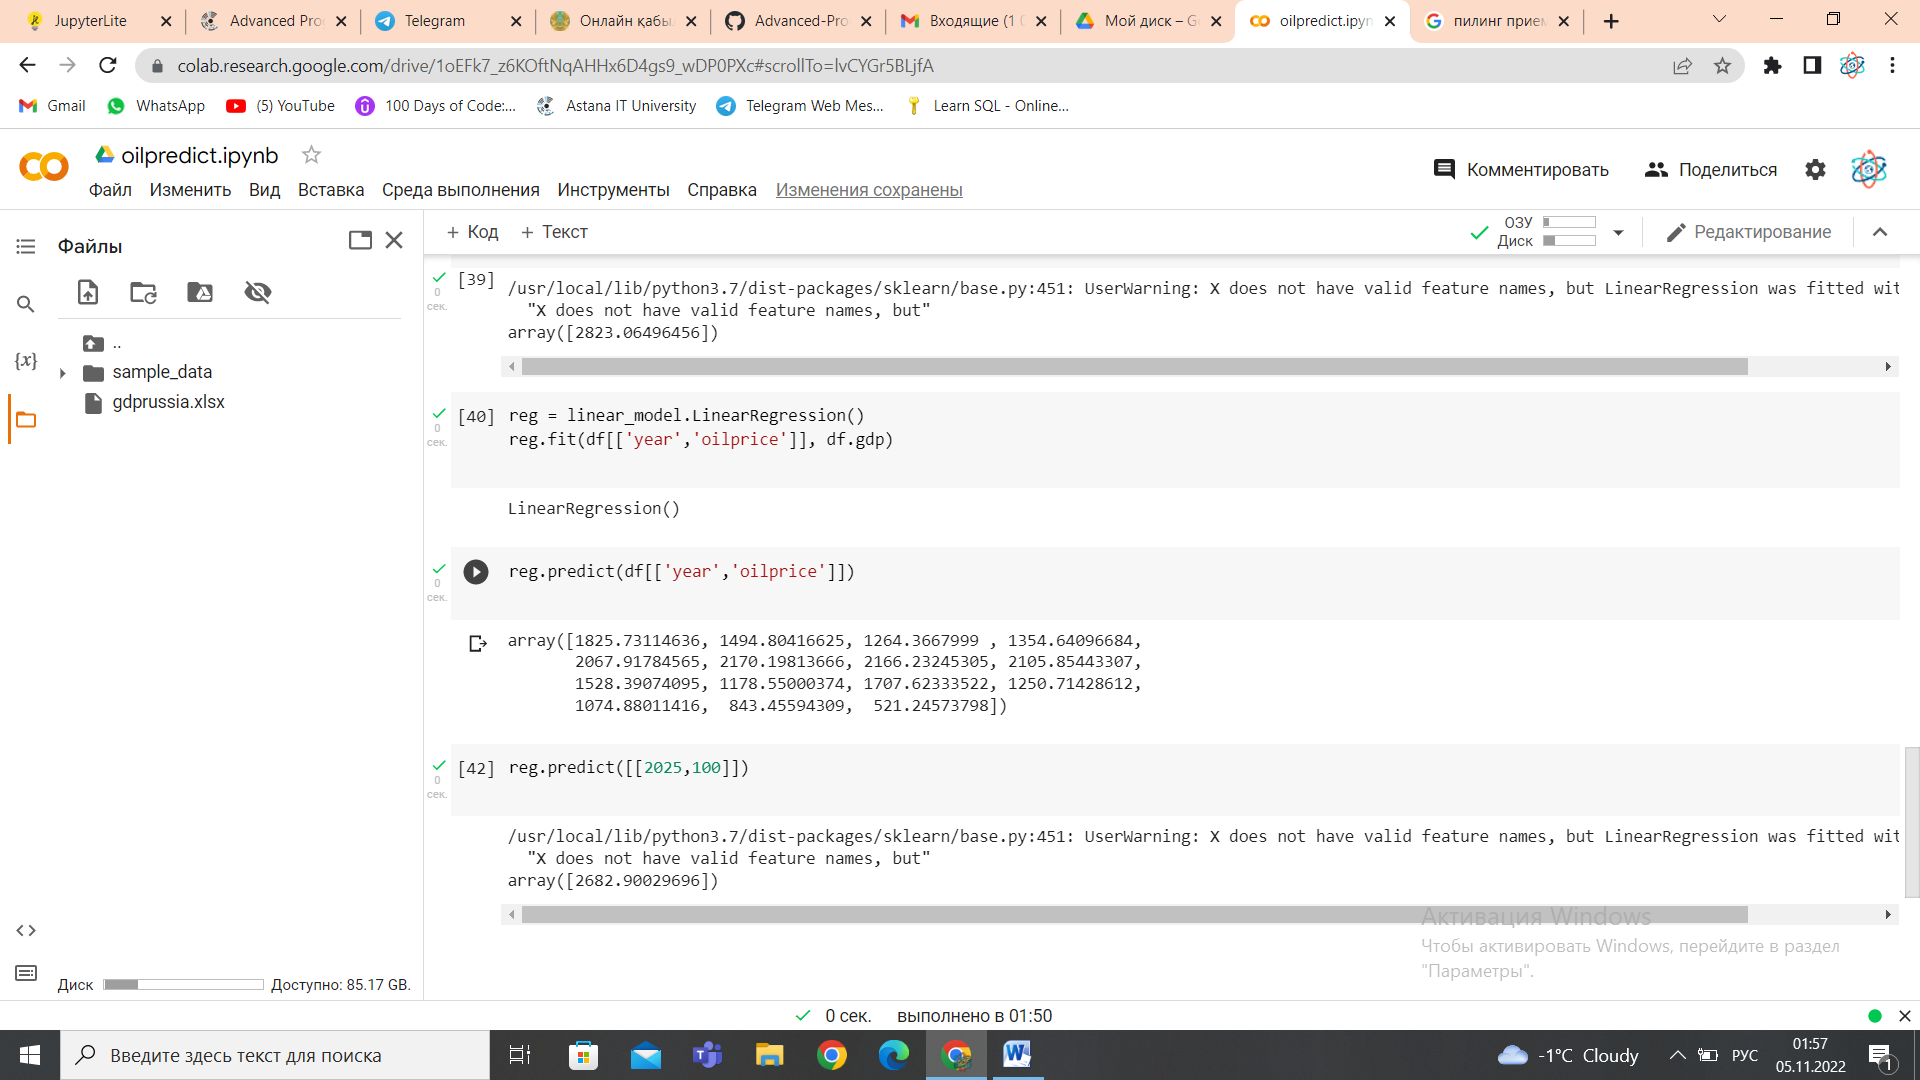 JupyterLite
Advanced Pro
Telegram
Онлайн қабы
Advanced-Pro
Входящие (1
Мой диск – G
oilpredict.ipyn
пилинг прием
colab.research.google.com/drive/1oEFk7_z6KOftNqAHHx6D4gs9_wDP0PXc#scrollTo=lvCYGr5BLjfA
Gmail
WhatsApp
(5) YouTube
100 Days of Code:...
Astana IT University
Telegram Web Mes...
Learn SQL - Online...
oilpredict.ipynb
Комментировать
Поделиться
Файл Изменить Вид Вставка Среда выполнения Инструменты Справка Изменения сохранены
Файлы
+ Код + Текст
ОЗУ
Диск
Редактирование
..
sample_data
gdprussia.xlsx
{x}
[39]
0
сек.
/usr/local/lib/python3.7/dist-packages/sklearn/base.py:451: UserWarning: X does not have valid feature names, but LinearRegression was fitted wit
"X does not have valid feature names, but"
array([2823.06496456])
[40]
0
сек.
reg = linear_model.LinearRegression()
reg.fit(df[['year','oilprice']], df.gdp)
LinearRegression()
0
сек.
reg.predict(df[['year','oilprice']])
array([1825.73114636, 1494.80416625, 1264.3667999 , 1354.64096684,
2067.91784565, 2170.19813666, 2166.23245305, 2105.85443307,
1528.39074095, 1178.55000374, 1707.62333522, 1250.71428612,
1074.88011416, 843.45594309, 521.24573798])
[42]
0
сек.
reg.predict([[2025,100]])
/usr/local/lib/python3.7/dist-packages/sklearn/base.py:451: UserWarning: X does not have valid feature names, but LinearRegression was fitted wit
"X does not have valid feature names, but"
array([2682.90029696])
Активация Windows
Чтобы активировать Windows, перейдите в раздел
"Параметры".
Диск
Доступно: 85.17 GB.
0 сек. выполнено в 01:50
Введите здесь текст для поиска
-1°C Cloudy
РУС
01:57
05.11.2022
1